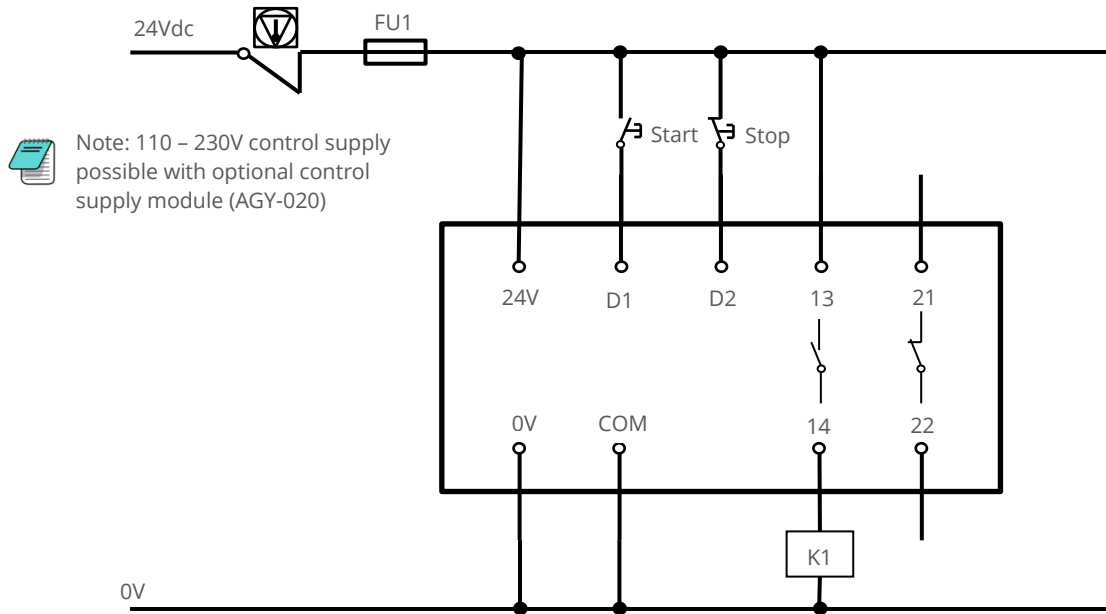 24Vdc
FU1
Note: 110 – 230V control supply
possible with optional control
supply module (AGY-020)
Start
Stop
24V
D1
D2
13
21
0V
COM
14
22
K1
0V